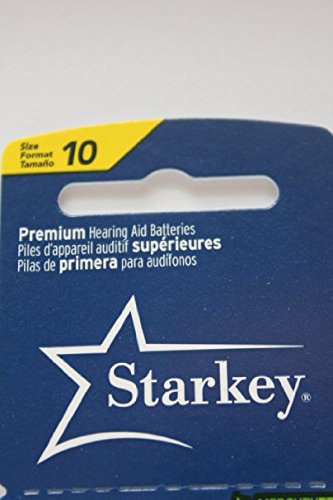 Size
Format
Tamaño
10
Premium Hearing Aid Batteries
Piles d'appareil auditif supérieures
Pilas de primera para audífonos
Starkey®